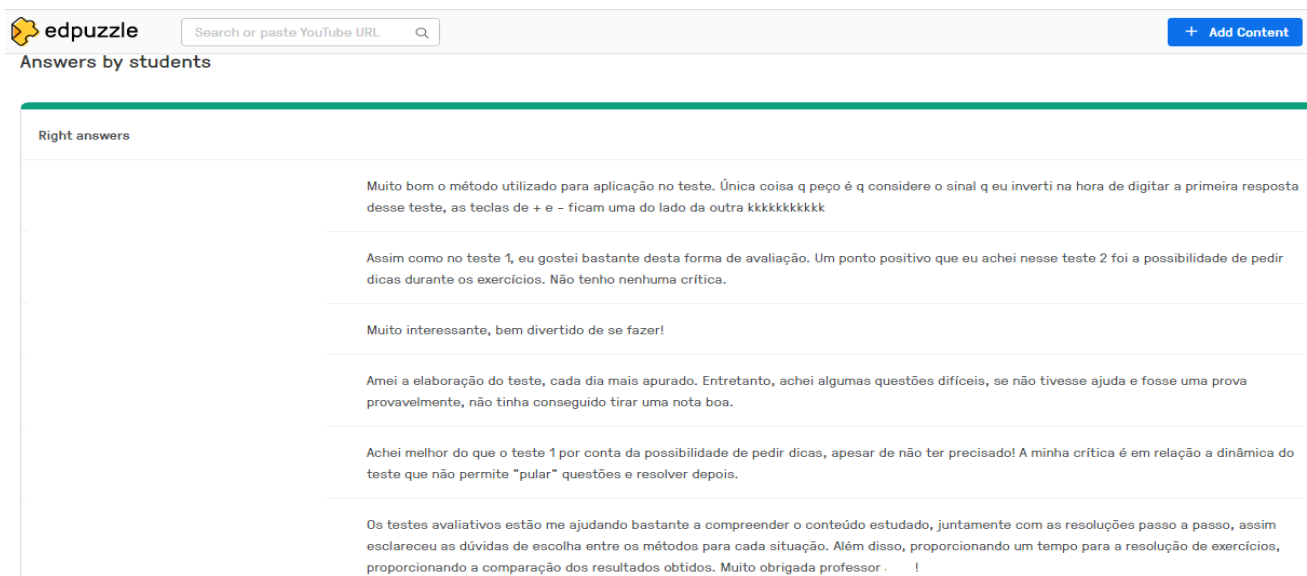 edpuzzle
Search or paste YouTube URL
+ Add Content
Answers by students
Right answers
Muito bom o método utilizado para aplicação no teste. Única coisa q peço é q considere o sinal q eu inverti na hora de digitar a primeira resposta
desse teste, as teclas de + e - ficam uma do lado da outra kkkkkkkkkkk
Assim como no teste 1, eu gostei bastante desta forma de avaliação. Um ponto positivo que eu achei nesse teste 2 foi a possibilidade de pedir
dicas durante os exercícios. Não tenho nenhuma crítica.
Muito interessante, bem divertido de se fazer!
Amei a elaboração do teste, cada dia mais apurado. Entretanto, achei algumas questões difíceis, se não tivesse ajuda e fosse uma prova
provavelmente, não tinha conseguido tirar uma nota boa.
Achei melhor do que o teste 1 por conta da possibilidade de pedir dicas, apesar de não ter precisado! A minha crítica é em relação a dinâmica do
teste que não permite "pular" questões e resolver depois.
Os testes avaliativos estão me ajudando bastante a compreender o conteúdo estudado, juntamente com as resoluções passo a passo, assim
esclareceu as dúvidas de escolha entre os métodos para cada situação. Além disso, proporcionando um tempo para a resolução de exercícios,
proporcionando a comparação dos resultados obtidos. Muito obrigada professor !